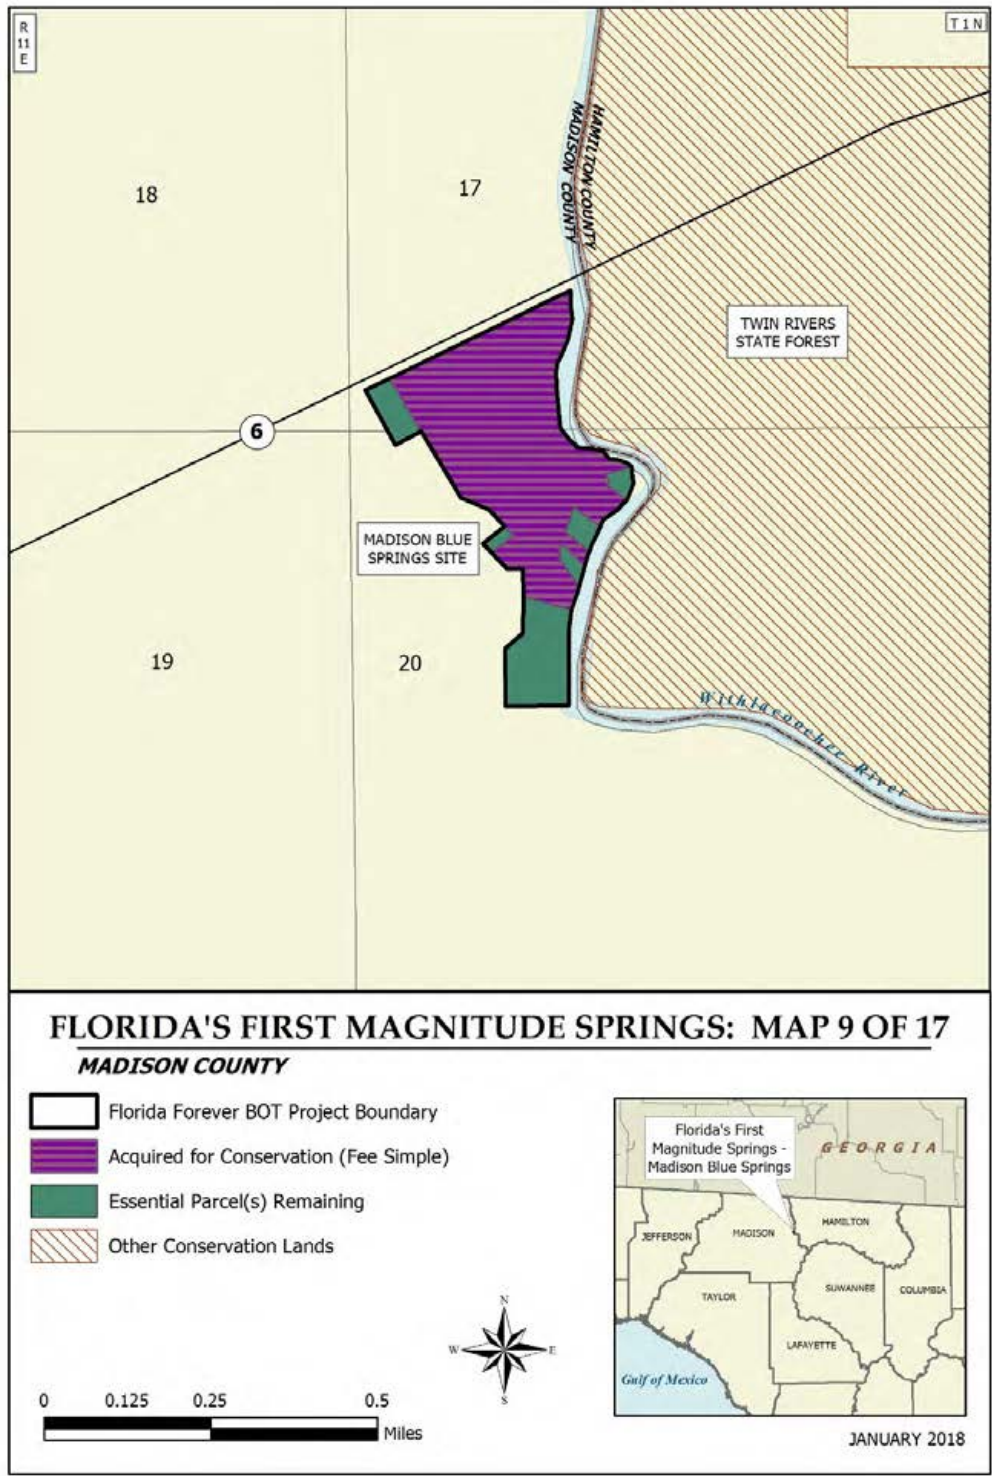 R
11
E
T 1 N
HAMILTON COUNTY
MADISON COUNTY
18
17
TWIN RIVERS
STATE FOREST
6
MADISON BLUE
SPRINGS SITE
19
20
Withlacoochee River
FLORIDA'S FIRST MAGNITUDE SPRINGS: MAP 9 OF 17
MADISON COUNTY
Florida Forever BOT Project Boundary
Acquired for Conservation (Fee Simple)
Essential Parcel(s) Remaining
Other Conservation Lands
Florida's First
Magnitude Springs -
Madison Blue Springs
GEORGIA
JEFFERSON
MADISON
HAMILTON
TAYLOR
SUWANNEE
COLUMBIA
LAFAYETTE
Gulf of Mexico
N
W
E
S
0 0.125 0.25 0.5
Miles
JANUARY 2018